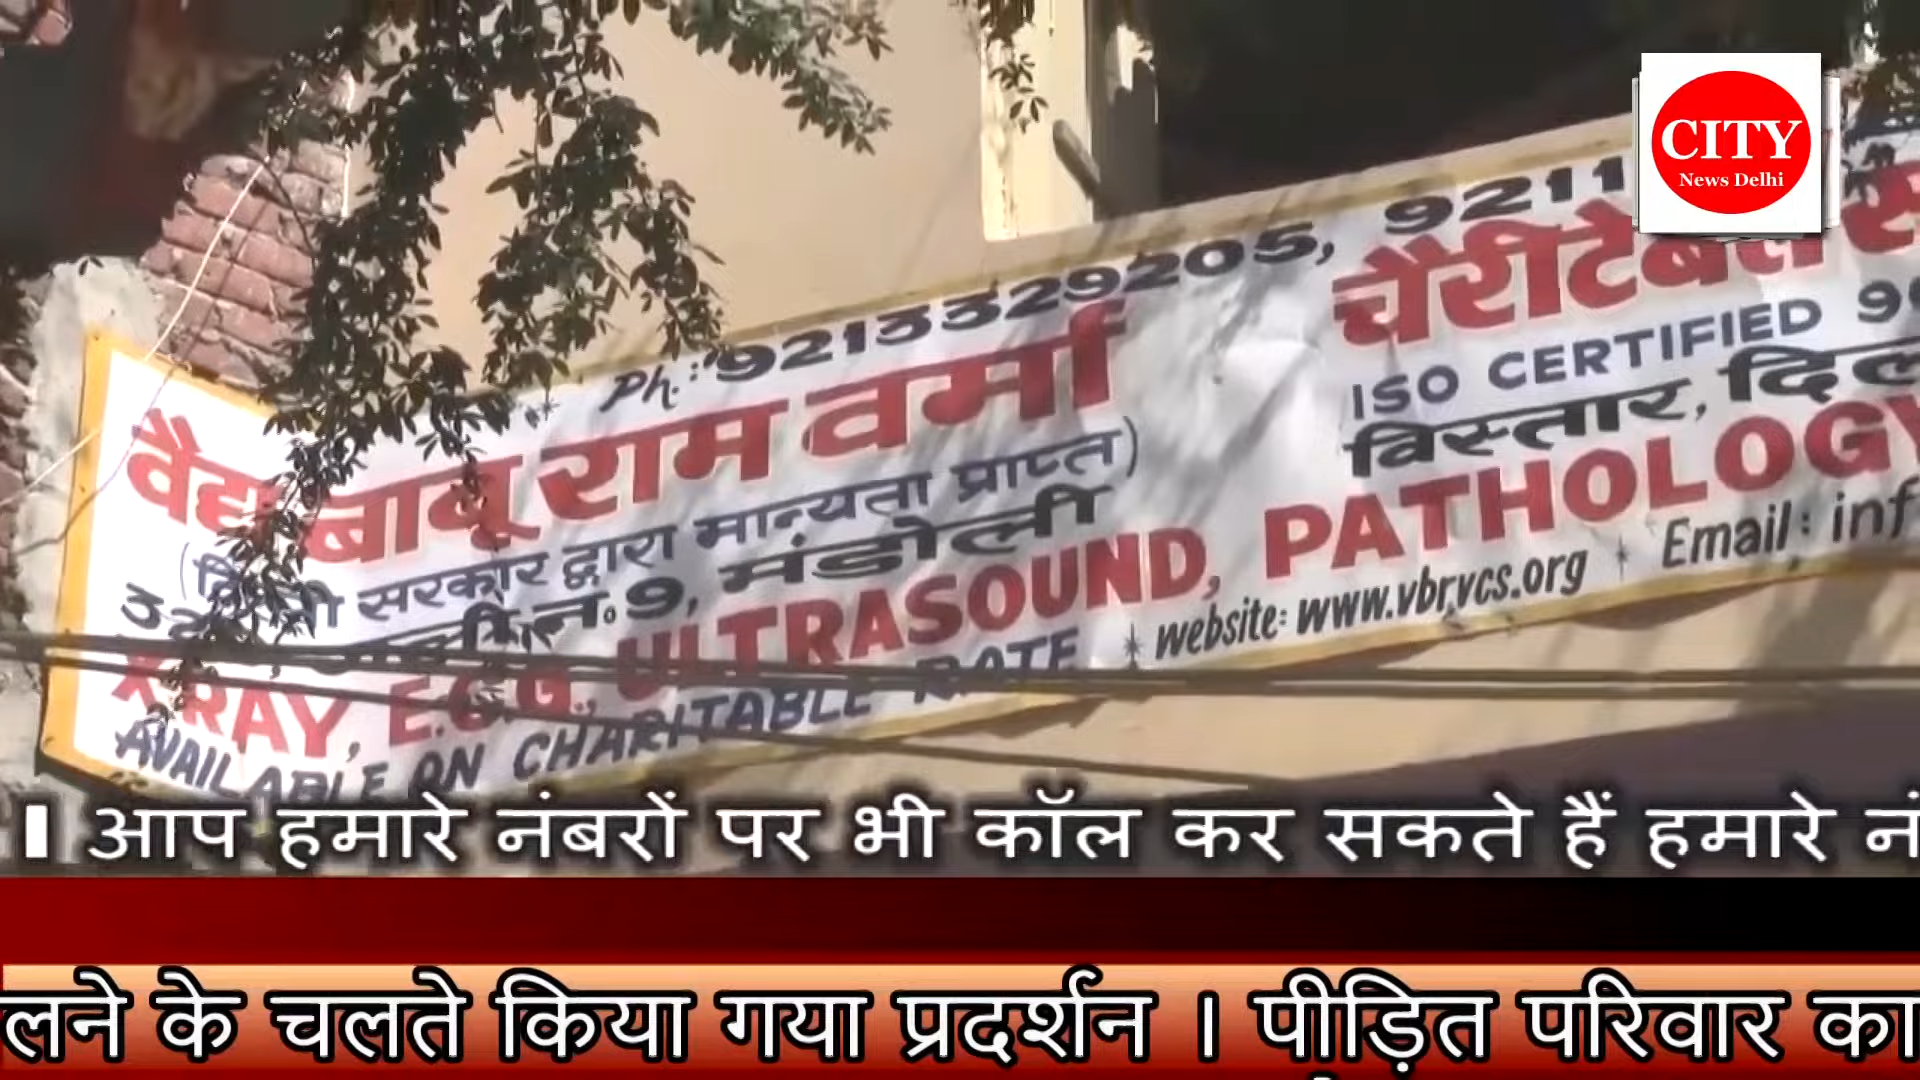 CITY
News Delhi
Ph.: 9213329205, 9211
वैद्य बाबू राम वर्मा चैरीटेबल
(दिल्ली सरकार द्वारा मान्यता प्राप्त) ISO CERTIFIED
गली नं. 9, मंडोली विस्तार,
X-RAY, E.C.G., ULTRASOUND, PATHOLOGY
AVAILABLE ON CHARITABLE RATE website: www.vbrvcs.org Email: inf
। आप हमारे नंबरों पर भी कॉल कर सकते हैं हमारे नं
लने के चलते किया गया प्रदर्शन । पीड़ित परिवार का